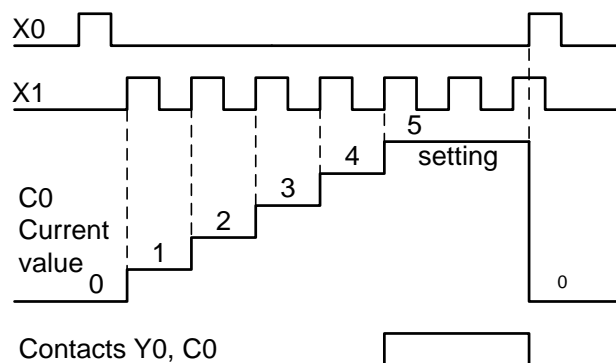 X0
X1
5
setting
4
3
2
1
C0
Current
value
0
0
Contacts Y0, C0